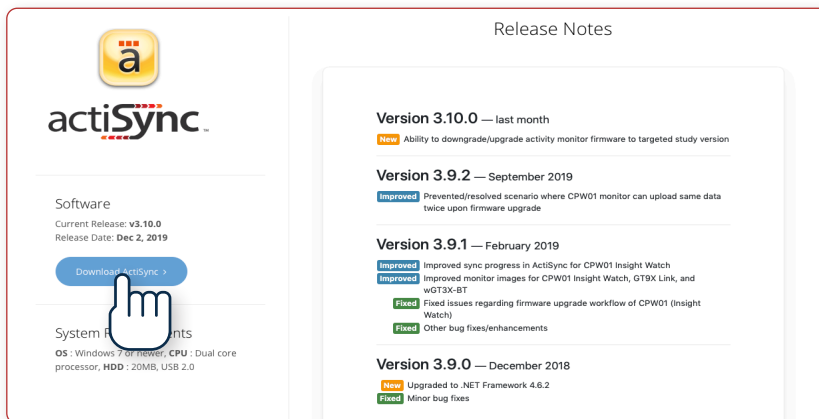 ä
actiSync™
Software
Current Release: v3.10.0
Release Date: Dec 2, 2019
Download ActiSync >
System nts
OS : Windows 7 or newer, CPU : Dual core
processor, HDD : 20MB, USB 2.0
Release Notes
Version 3.10.0 — last month
New Ability to downgrade/upgrade activity monitor firmware to targeted study version
Version 3.9.2 — September 2019
Improved Prevented/resolved scenario where CPW01 monitor can upload same data
twice upon firmware upgrade
Version 3.9.1 — February 2019
Improved Improved sync progress in ActiSync for CPW01 Insight Watch
Improved Improved monitor images for CPW01 Insight Watch, GT9X Link, and
wGT3X-BT
Fixed Fixed issues regarding firmware upgrade workflow of CPW01 (Insight
Watch)
Fixed Other bug fixes/enhancements
Version 3.9.0 — December 2018
New Upgraded to .NET Framework 4.6.2
Fixed Minor bug fixes